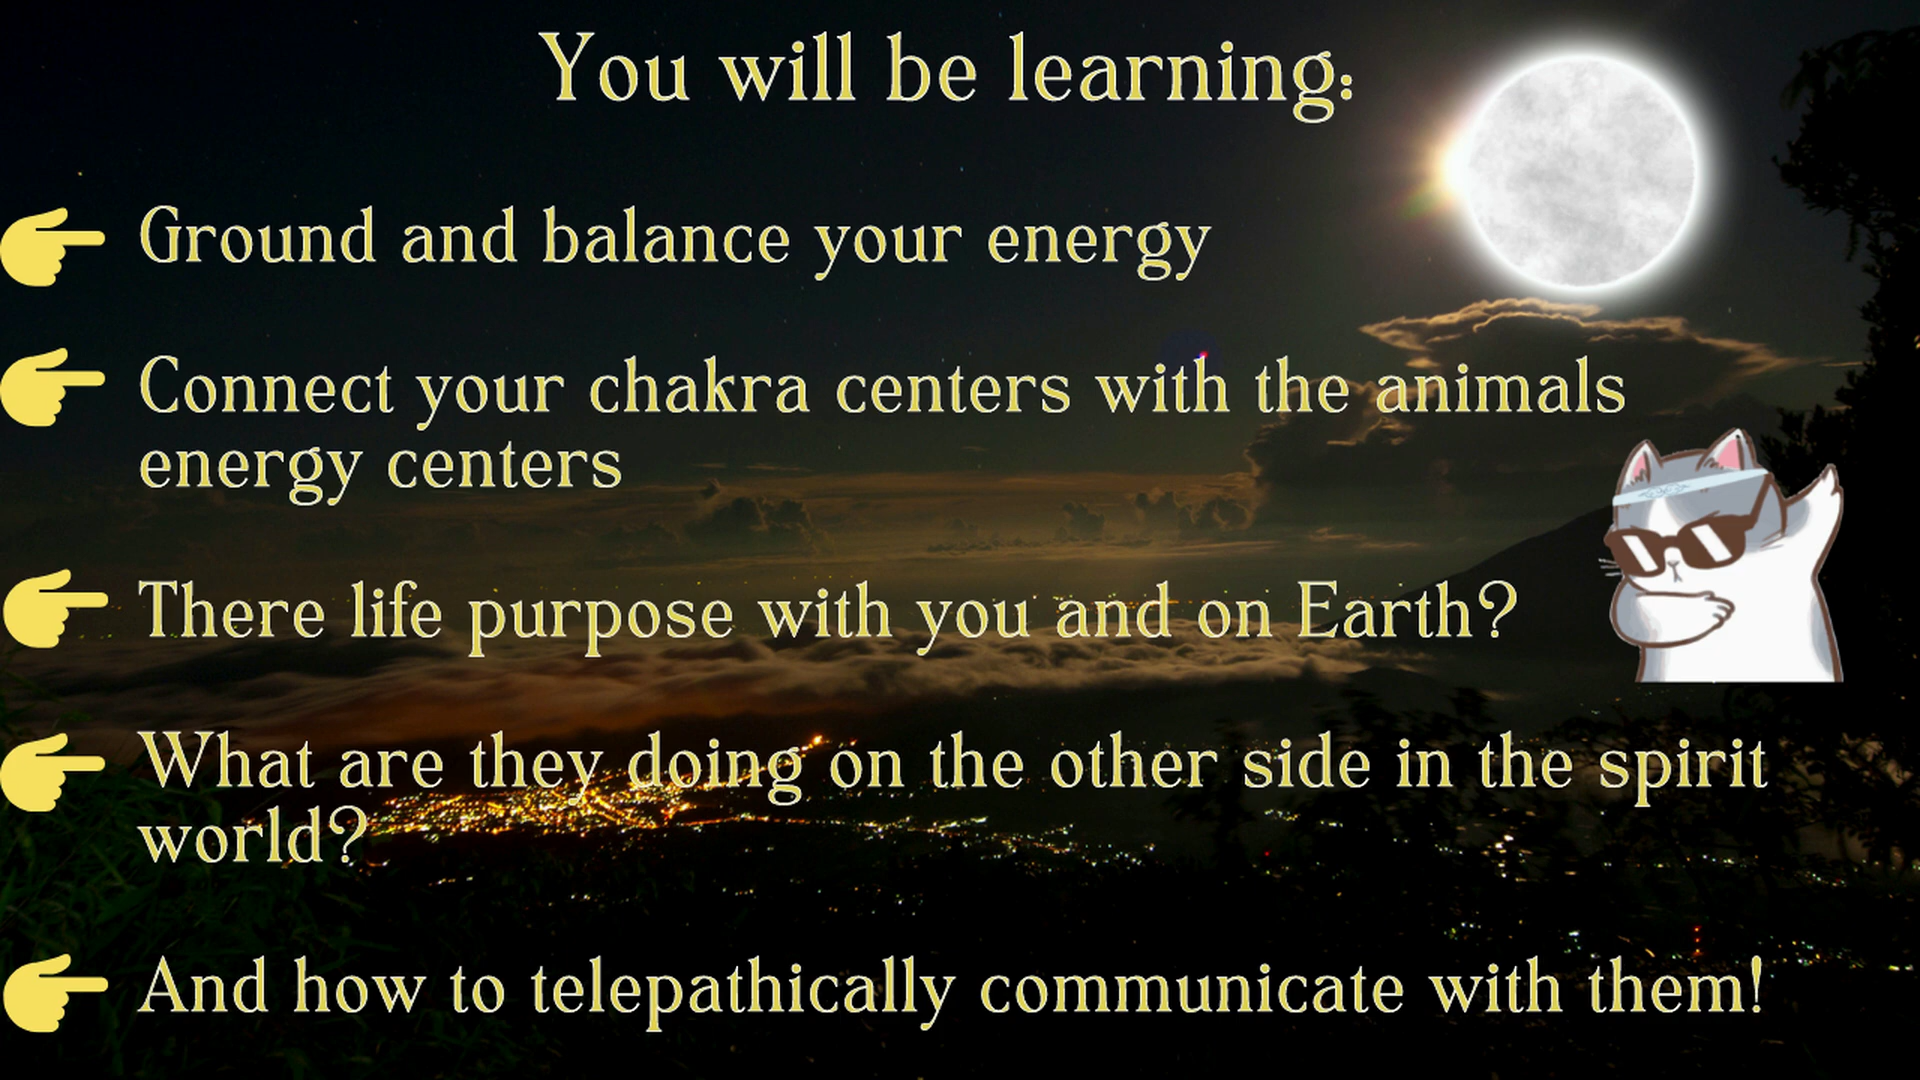 You will be learning:
Ground and balance your energy
Connect your chakra centers with the animals
energy centers
There life purpose with you and on Earth?
What are they doing on the other side in the spirit
world?
And how to telepathically communicate with them!